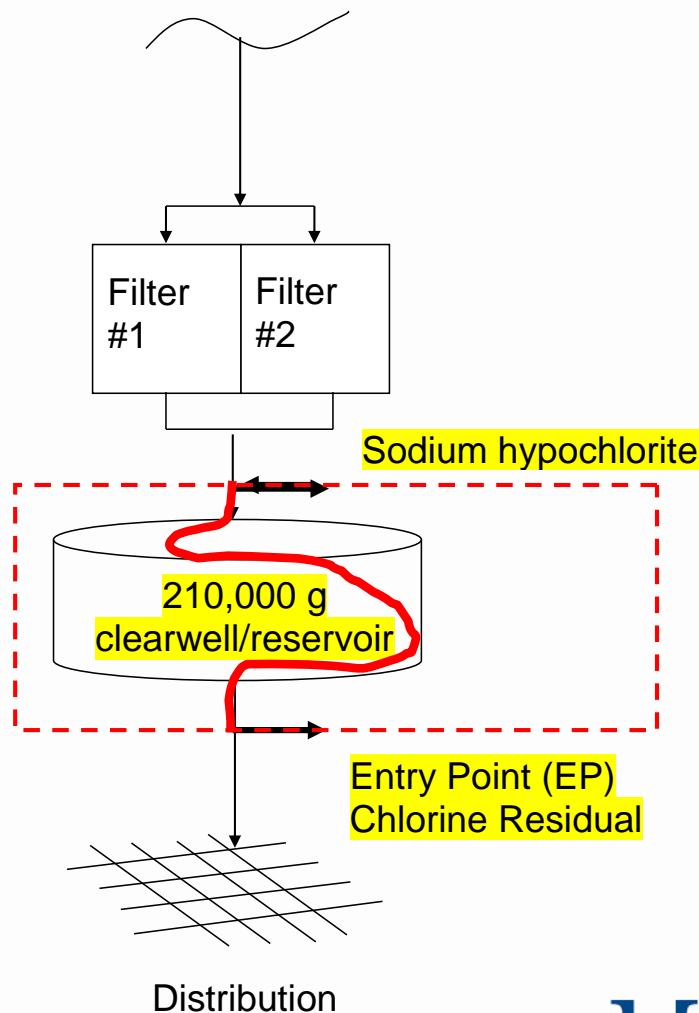 Filter
#1
Filter
#2
Sodium hypochlorite
210,000 g
clearwell/reservoir
Entry Point (EP)
Chlorine Residual
Distribution